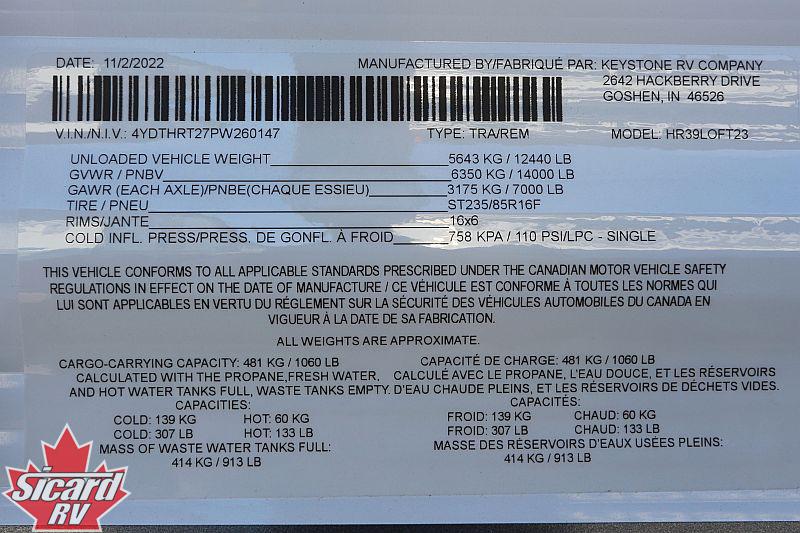 DATE: 11/2/2022 MANUFACTURED BY/FABRIQUÉ PAR: KEYSTONE RV COMPANY
2642 HACKBERRY DRIVE
GOSHEN, IN 46526
V.I.N./N.I.V.: 4YDTHRT27PW260147 TYPE: TRA/REM MODEL: HR39LOFT23
UNLOADED VEHICLE WEIGHT 5643 KG / 12440 LB
GVWR / PNBV 6350 KG / 14000 LB
GAWR (EACH AXLE)/PNBE(CHAQUE ESSIEU) 3175 KG / 7000 LB
TIRE / PNEU ST235/85R16F
RIMS/JANTE 16x6
COLD INFL. PRESS/PRESS. DE GONFL. À FROID 758 KPA / 110 PSI/LPC - SINGLE
THIS VEHICLE CONFORMS TO ALL APPLICABLE STANDARDS PRESCRIBED UNDER THE CANADIAN MOTOR VEHICLE SAFETY
REGULATIONS IN EFFECT ON THE DATE OF MANUFACTURE / CE VÉHICULE EST CONFORME À TOUTES LES NORMES QUI
LUI SONT APPLICABLES EN VERTU DU RÉGLEMENT SUR LA SÉCURITÉ DES VÉHICULES AUTOMOBILES DU CANADA EN
VIGUEUR À LA DATE DE SA FABRICATION.
ALL WEIGHTS ARE APPROXIMATE.
CARGO-CARRYING CAPACITY: 481 KG / 1060 LB CAPACITÉ DE CHARGE: 481 KG / 1060 LB
CALCULATED WITH THE PROPANE,FRESH WATER, CALCULÉ AVEC LE PROPANE, L'EAU DOUCE, ET LES RÉSERVOIRS
AND HOT WATER TANKS FULL, WASTE TANKS EMPTY. D'EAU CHAUDE PLEINS, ET LES RÉSERVOIRS DE DÉCHETS VIDES.
CAPACITIES: CAPACITÉS:
COLD: 139 KG HOT: 60 KG FROID: 139 KG CHAUD: 60 KG
COLD: 307 LB HOT: 133 LB FROID: 307 LB CHAUD: 133 LB
MASS OF WASTE WATER TANKS FULL: MASSE DES RÉSERVOIRS D'EAUX USÉES PLEINS:
414 KG / 913 LB 414 KG / 913 LB
Sicard
RV